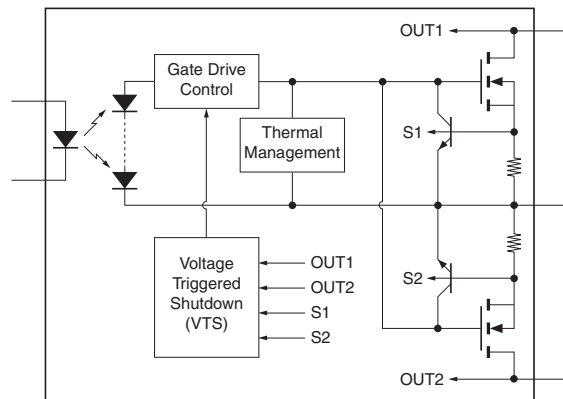 OUT1
Gate Drive
Control
Thermal
Management
S1
Voltage
Triggered
Shutdown
(VTS)
OUT1
OUT2
S1
S2
S2
OUT2